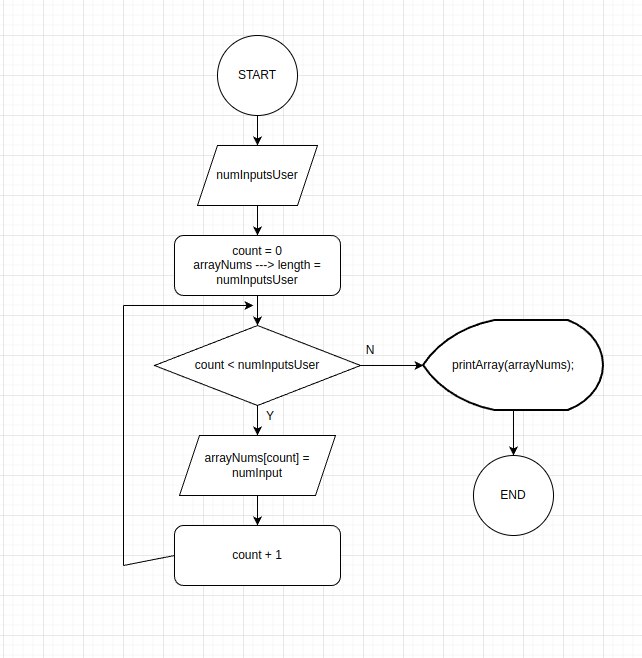 START
numInputsUser
count = 0
arrayNums ---> length =
numInputsUser
count < numInputsUser
N
printArray(arrayNums);
Y
arrayNums[count] =
numInput
END
count + 1